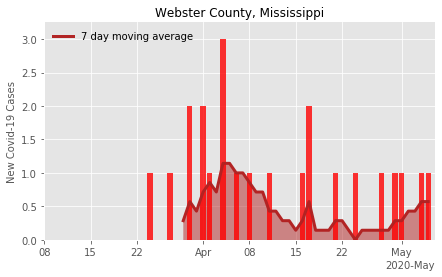 Webster County, Mississippi
7 day moving average
New Covid-19 Cases
3.0
2.5
2.0
1.5
1.0
0.5
0.0
08 15 22 Apr 08 15 22 May
2020-May